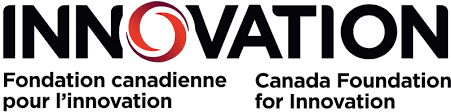 INNOVATION
Fondation canadienne
pour l'innovation
Canada Foundation
for Innovation